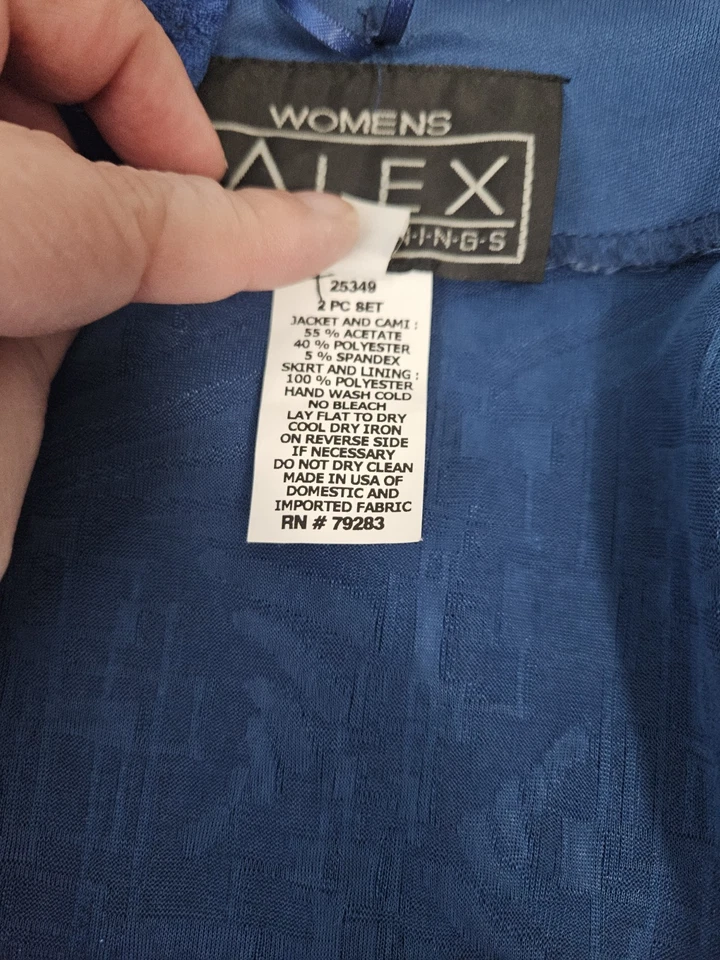 WOMENS
ALEX
N·I·N·G·S
25349
2 PC SET
JACKET AND CAMI :
55 % ACETATE
40 % POLYESTER
5 % SPANDEX
SKIRT AND LINING :
100 % POLYESTER
HAND WASH COLD
NO BLEACH
LAY FLAT TO DRY
COOL DRY IRON
ON REVERSE SIDE
IF NECESSARY
DO NOT DRY CLEAN
MADE IN USA OF
DOMESTIC AND
IMPORTED FABRIC
RN # 79283